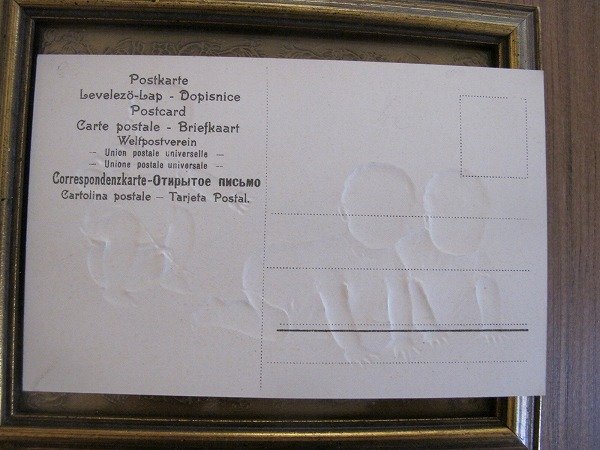 Postkarte
Levelező-Lap - Dopisnice
Postcard
Carte postale - Briefkaart
Weltpostverein
— Union postale universelle —
— Unione postale universale —
Correspondenzkarte-Открытое письмо
Cartolina postale — Tarjeta Postal.